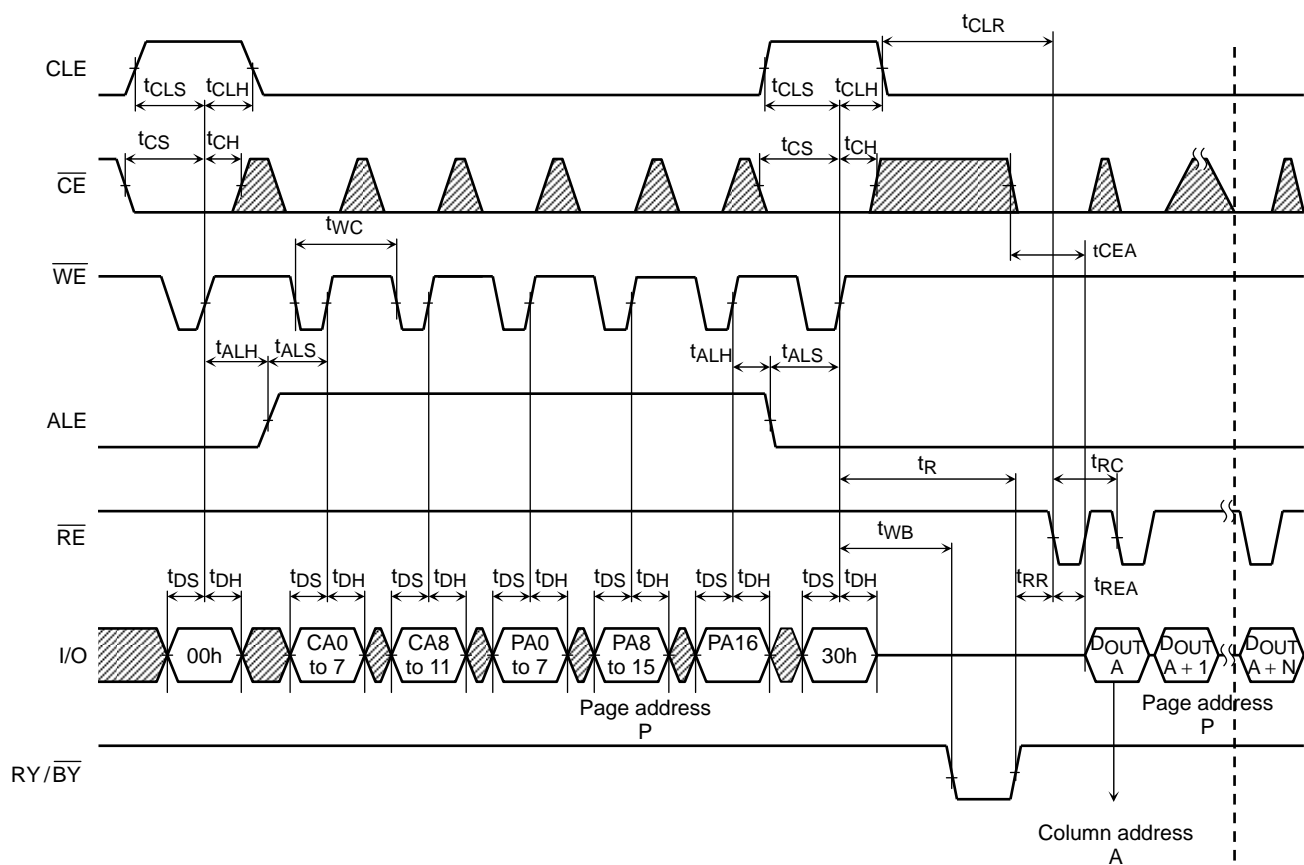 tCLR
CLE
tCLS tCLH tCLS tCLH
tCS tCH tCS tCH
CE
tWC
tCEA
WE
tALH tALS tALH tALS
ALE
tR tRC
RE
tWB
tDS tDH tDS tDH tDS tDH tDS tDH tDS tDH tDS tDH tDS tDH tRR tREA
I/O 00h CA0 to 7 CA8 to 11 PA0 to 7 PA8 to 15 PA16 30h DOUT A DOUT A + 1 DOUT A + N
Page address P
Page address P
RY/BY
Column address
A